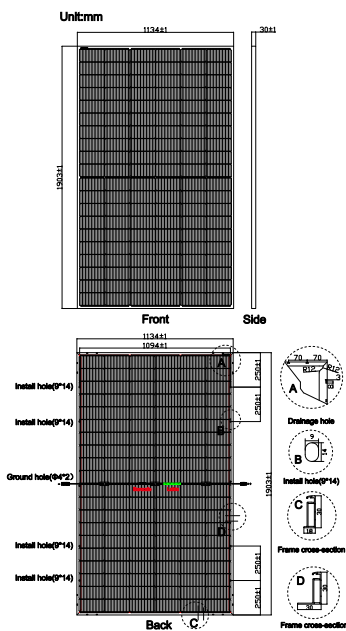 Unit:mm
1134±1
30±1
1903±1
Front
Side
1134±1
1094±1
A
250±1
Install hole(9*14)
250±1
Install hole(9*14)
B
Ground hole(Φ4*2)
1903±1
D
Install hole(9*14)
250±1
Install hole(9*14)
250±1
Back
C
70 70
R12
A
Drainage hole
9
14
B
Install hole(9*14)
C
30
18
Frame cross-section
D
30
30
Frame cross-section